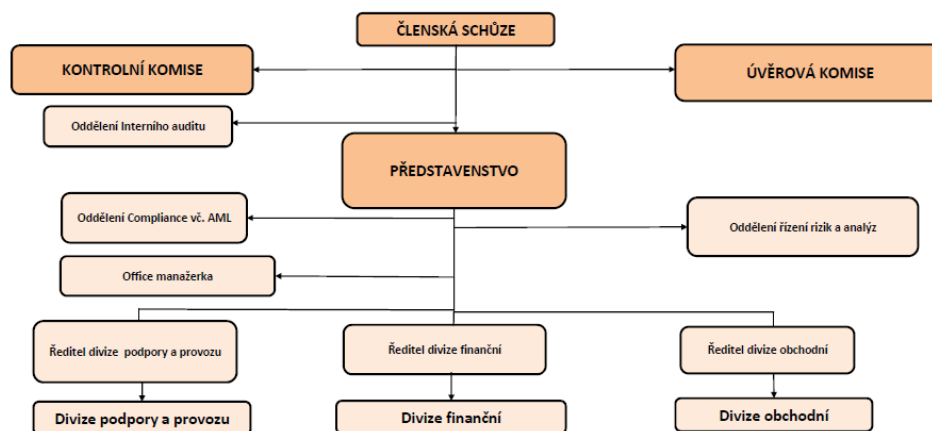 ČLENSKÁ SCHŮZE
KONTROLNÍ KOMISE
ÚVĚROVÁ KOMISE
Oddělení Interního auditu
PŘEDSTAVENSTVO
Oddělení Compliance vč. AML
Oddělení řízení rizik a analýz
Office manažerka
Ředitel divize podpory a provozu
Ředitel divize finanční
Ředitel divize obchodní
Divize podpory a provozu
Divize finanční
Divize obchodní